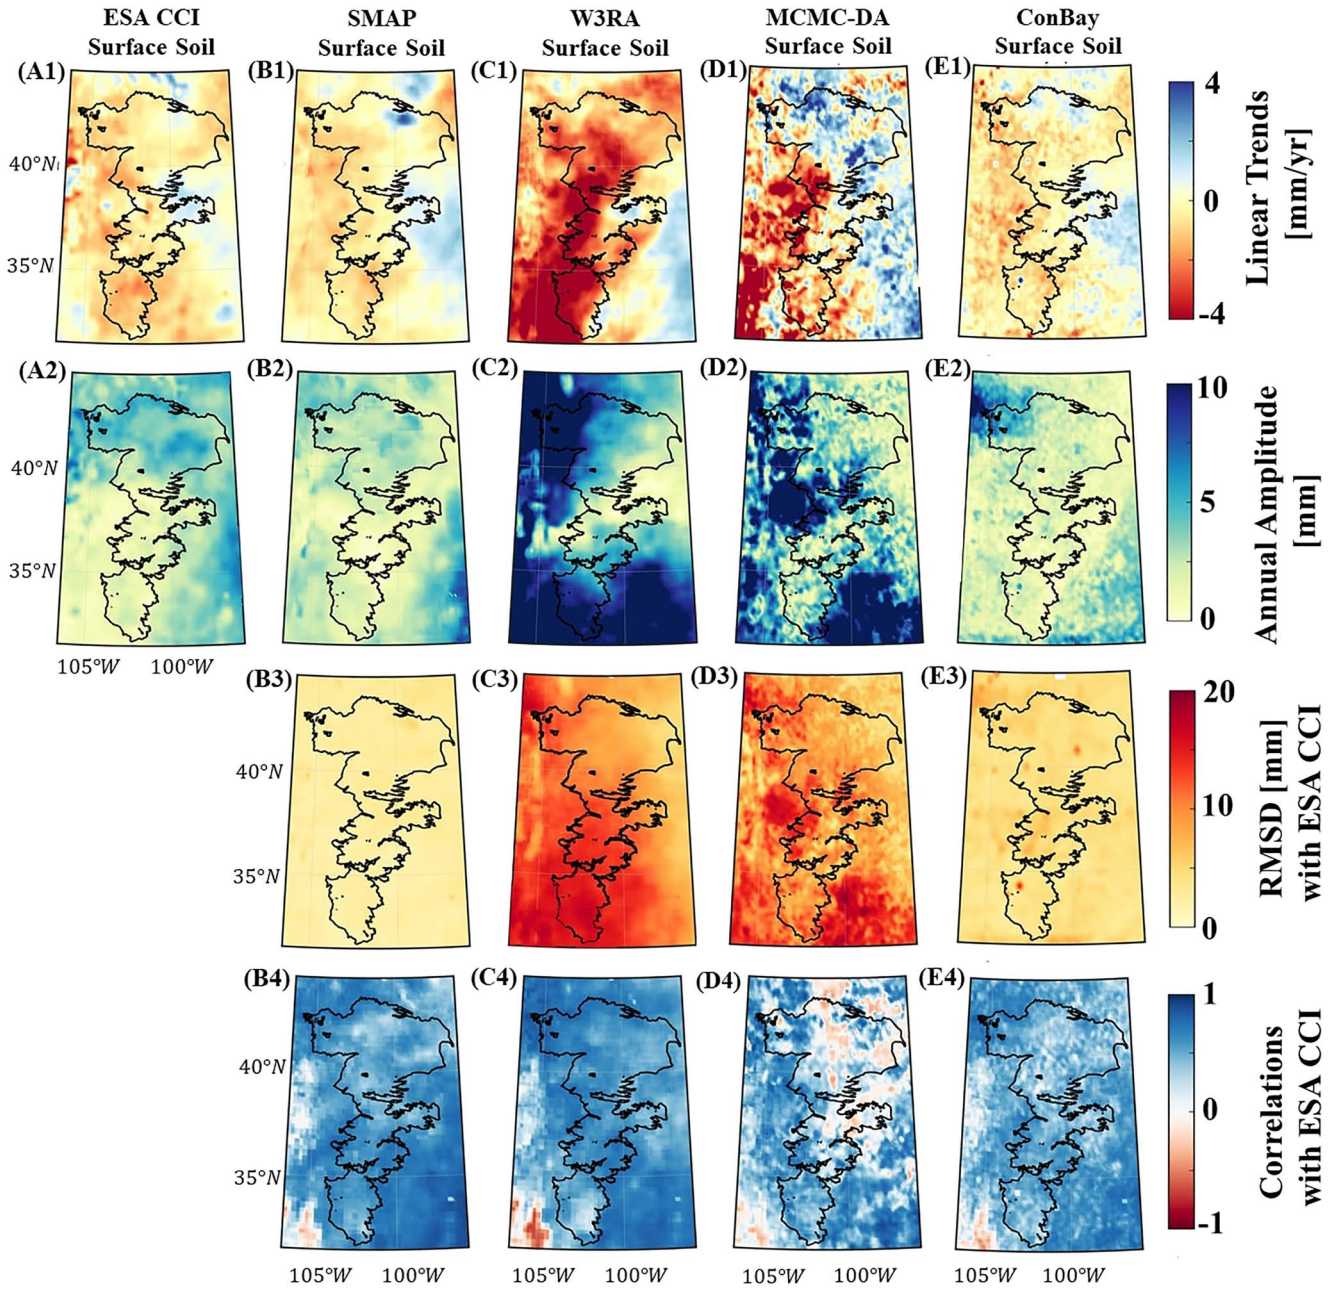 ESA CCI
Surface Soil
SMAP
Surface Soil
W3RA
Surface Soil
MCMC-DA
Surface Soil
ConBay
Surface Soil
(A1)
(B1)
(C1)
(D1)
(E1)
40°N
35°N
4
0
-4
Linear Trends
[mm/yr]
(A2)
(B2)
(C2)
(D2)
(E2)
40°N
35°N
105°W
100°W
10
5
0
Annual Amplitude
[mm]
(B3)
(C3)
(D3)
(E3)
40°N
35°N
20
10
0
RMSD [mm]
with ESA CCI
(B4)
(C4)
(D4)
(E4)
40°N
35°N
105°W 100°W
105°W 100°W
105°W 100°W
105°W 100°W
1
0
-1
Correlations
with ESA CCI